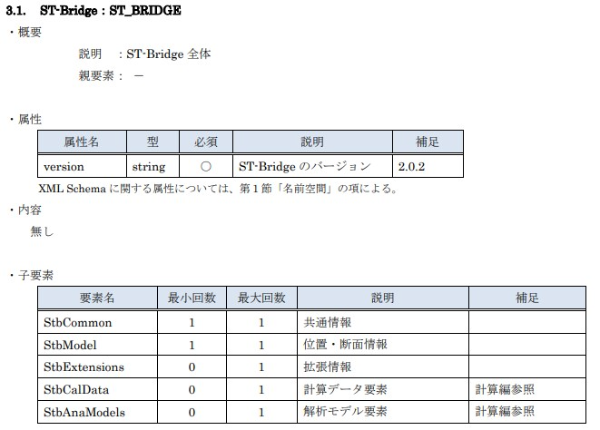 3.1. ST-Bridge : ST_BRIDGE
・概要
説明 ：ST-Bridge 全体
親要素： －
・属性
属性名 型 必須 説明 補足
version string ○ ST-Bridge のバージョン 2.0.2
XML Schema に関する属性については、第 1 節「名前空間」の項による。
・内容
無し
・子要素
要素名 最小回数 最大回数 説明 補足
StbCommon 1 1 共通情報
StbModel 1 1 位置・断面情報
StbExtensions 0 1 拡張情報
StbCalData 0 1 計算データ要素 計算編参照
StbAnaModels 0 1 解析モデル要素 計算編参照